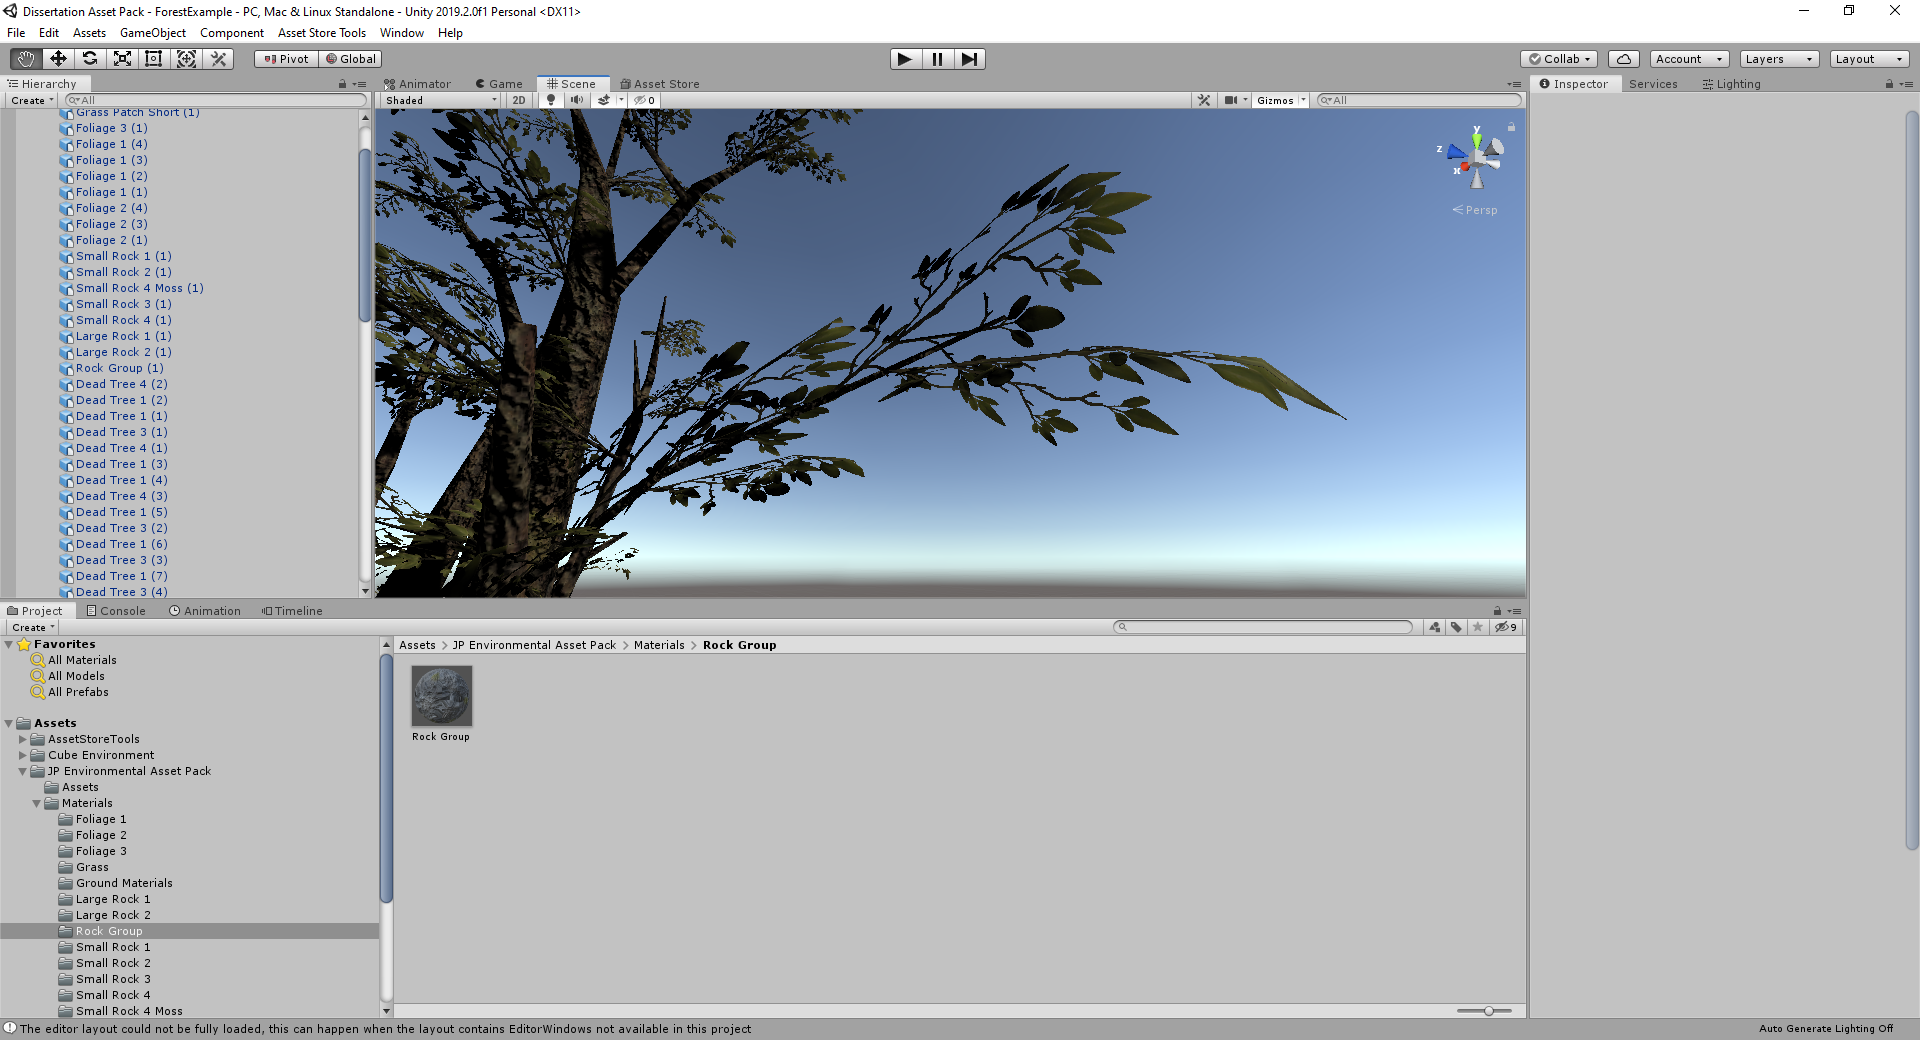 Dissertation Asset Pack - ForestExample - PC, Mac & Linux Standalone - Unity 2019.2.0f1 Personal <DX11>
File Edit Assets GameObject Component Asset Store Tools Window Help
Pivot Global Collab Account Layers Layout
Hierarchy Animator Game Scene Asset Store Inspector Services Lighting
Create All Shaded 2D 0 Gizmos All
Grass Patch Short (1)
Foliage 3 (1)
Foliage 1 (4)
Foliage 1 (3)
Foliage 1 (2)
Foliage 1 (1)
Foliage 2 (4)
Foliage 2 (3)
Foliage 2 (1)
Small Rock 1 (1)
Small Rock 2 (1)
Small Rock 4 Moss (1)
Small Rock 3 (1)
Small Rock 4 (1)
Large Rock 1 (1)
Large Rock 2 (1)
Rock Group (1)
Dead Tree 4 (2)
Dead Tree 1 (2)
Dead Tree 1 (1)
Dead Tree 3 (1)
Dead Tree 4 (1)
Dead Tree 1 (3)
Dead Tree 1 (4)
Dead Tree 4 (3)
Dead Tree 1 (5)
Dead Tree 3 (2)
Dead Tree 1 (6)
Dead Tree 3 (3)
Dead Tree 1 (7)
Dead Tree 3 (4)
y
z
x
Persp
Project Console Animation Timeline
Create 9
Favorites
All Materials
All Models
All Prefabs
Assets
AssetStoreTools
Cube Environment
JP Environmental Asset Pack
Assets
Materials
Foliage 1
Foliage 2
Foliage 3
Grass
Ground Materials
Large Rock 1
Large Rock 2
Rock Group
Small Rock 1
Small Rock 2
Small Rock 3
Small Rock 4
Small Rock 4 Moss
Assets > JP Environmental Asset Pack > Materials > Rock Group
Rock Group
The editor layout could not be fully loaded, this can happen when the layout contains EditorWindows not available in this project
Auto Generate Lighting Off